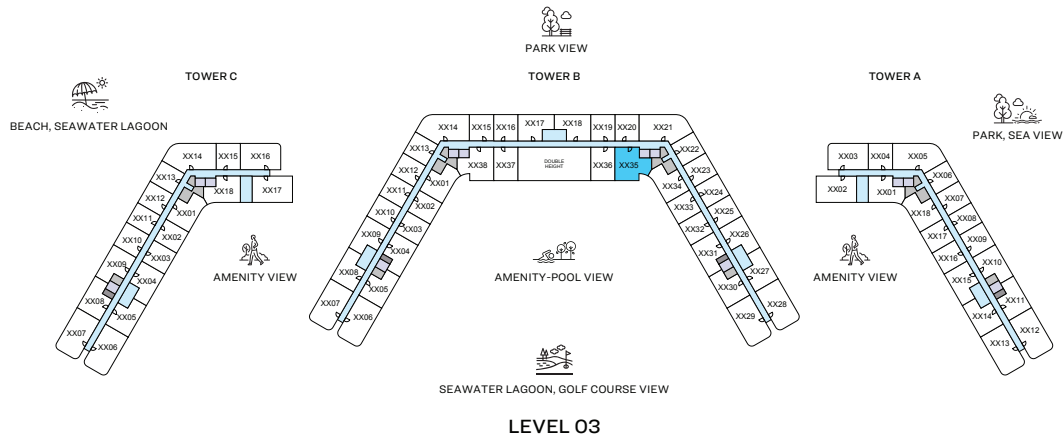 PARK VIEW
TOWER C
TOWER B
TOWER A
BEACH, SEAWATER LAGOON
PARK, SEA VIEW
XX14
XX15
XX16
XX13
XX12
XX11
XX10
XX09
XX08
XX07
XX18
XX17
XX01
XX02
XX03
XX04
XX05
XX06
XX14
XX15
XX16
XX17
XX18
XX19
XX20
XX21
XX13
XX12
XX11
XX10
XX09
XX08
XX07
XX38
XX37
DOUBLE
HEIGHT
XX36
XX35
XX01
XX02
XX03
XX04
XX05
XX06
XX22
XX23
XX24
XX25
XX26
XX27
XX28
XX34
XX33
XX32
XX31
XX30
XX29
XX03
XX04
XX05
XX02
XX01
XX06
XX07
XX08
XX09
XX10
XX11
XX12
XX18
XX17
XX16
XX15
XX14
XX13
AMENITY VIEW
AMENITY-POOL VIEW
AMENITY VIEW
SEAWATER LAGOON, GOLF COURSE VIEW
LEVEL 03